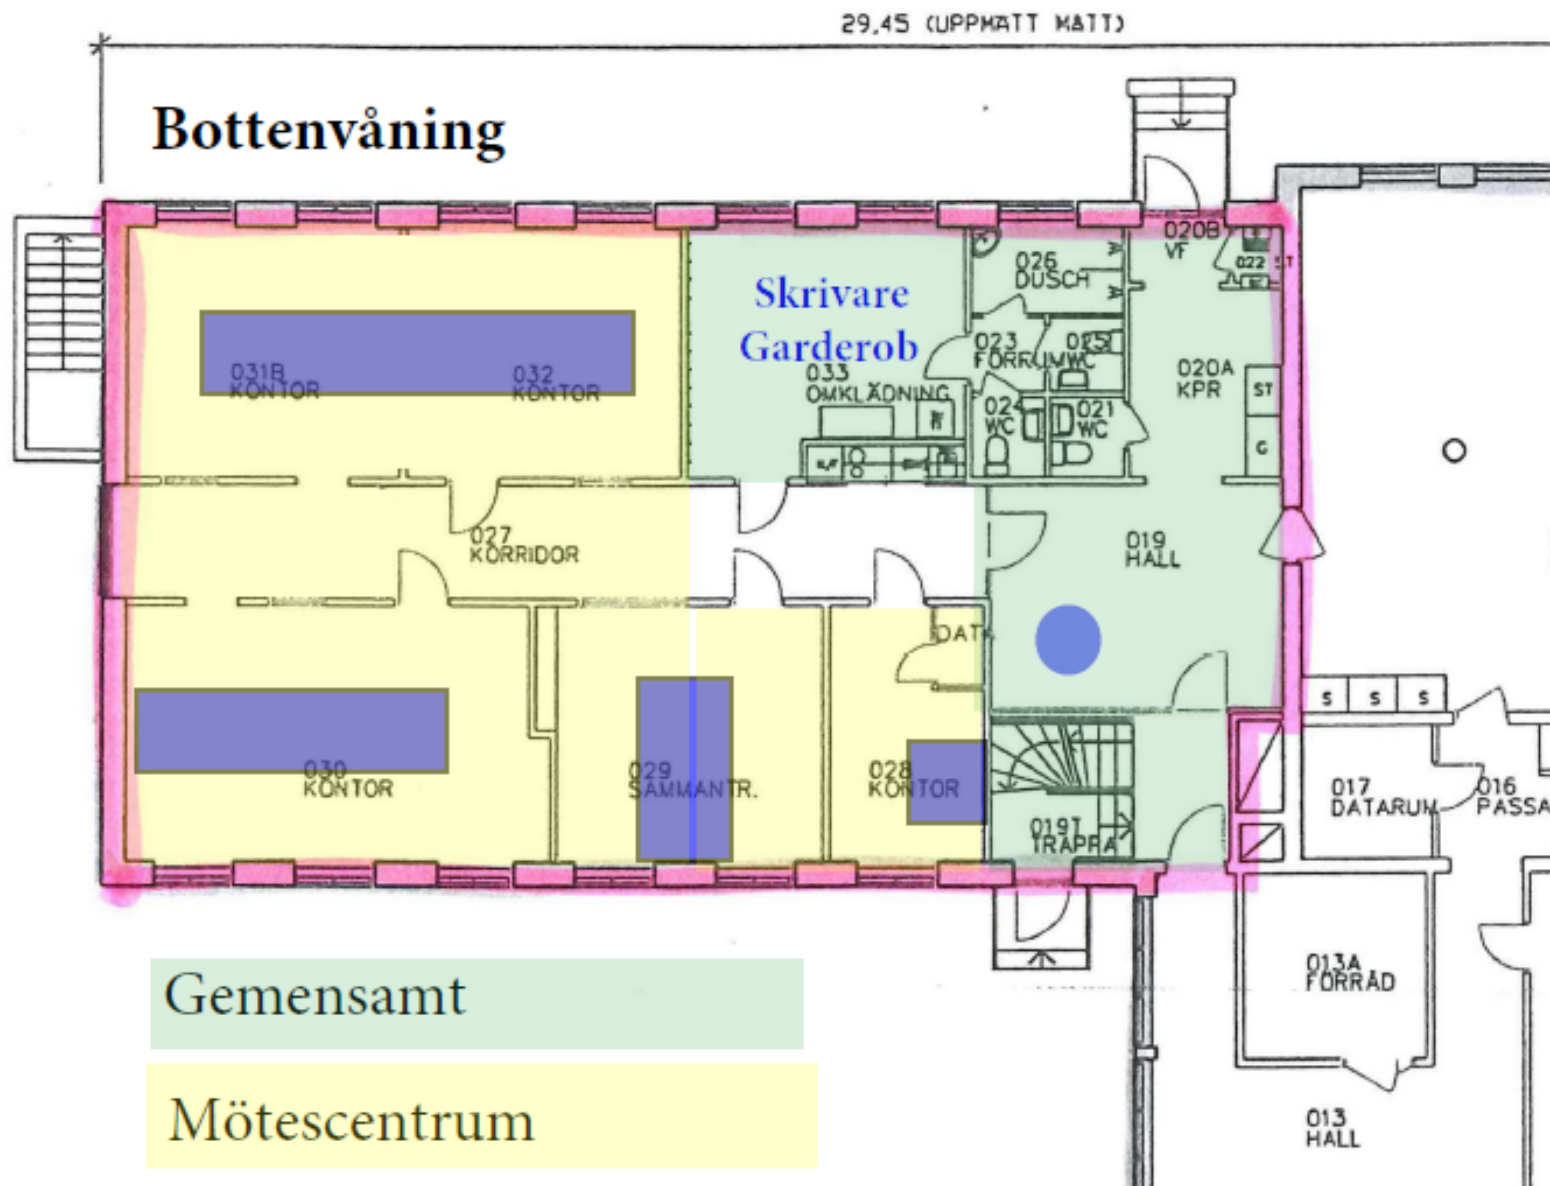 29,45 (UPPMÄTT MÅTT)
Bottenvåning
020B
VF
022
ST
026
DUSCH
Skrivare
Garderob
023
FÖRRUM
025
WC
031B
KONTOR
032
KONTOR
033
OMKLÄDNING
020A
KPR
ST
024
WC
021
WC
G
K/F
027
KORRIDOR
019
HALL
DATA
S S S
030
KONTOR
029
SAMMANTR.
028
KONTOR
019T
TRAPPA
017
DATARUM
016
PASSA
Gemensamt
013A
FÖRRÅD
Mötescentrum
013
HALL